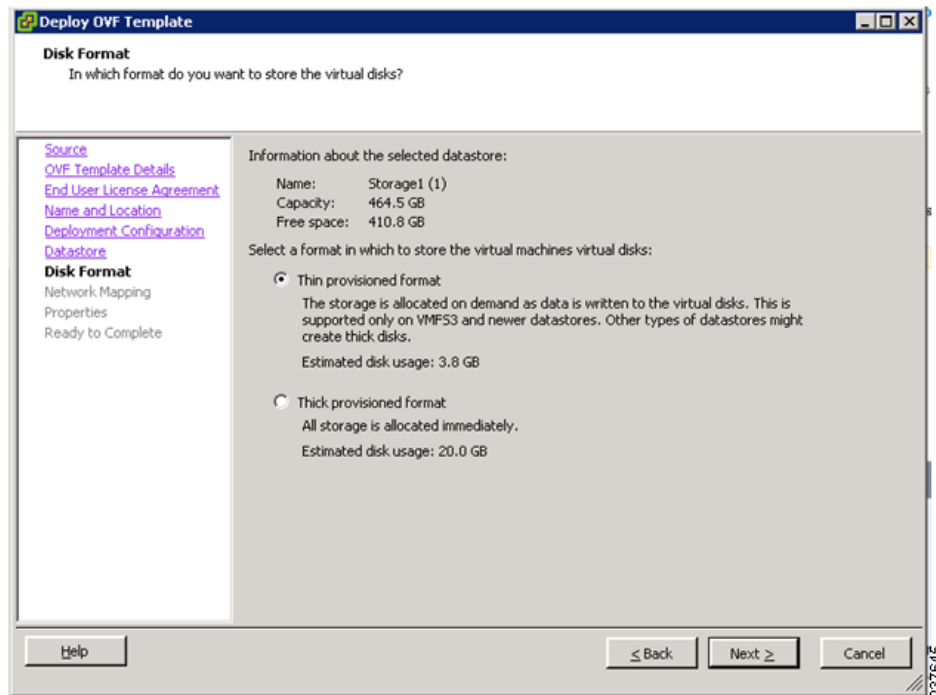 Deploy OVF Template
Disk Format
In which format do you want to store the virtual disks?
Source
OVF Template Details
End User License Agreement
Name and Location
Deployment Configuration
Datastore
Disk Format
Network Mapping
Properties
Ready to Complete
Information about the selected datastore:
Name: Storage1 (1)
Capacity: 464.5 GB
Free space: 410.8 GB
Select a format in which to store the virtual machines virtual disks:
Thin provisioned format
The storage is allocated on demand as data is written to the virtual disks. This is
supported only on VMFS3 and newer datastores. Other types of datastores might
create thick disks.
Estimated disk usage: 3.8 GB
Thick provisioned format
All storage is allocated immediately.
Estimated disk usage: 20.0 GB
Help
≤ Back
Next ≥
Cancel